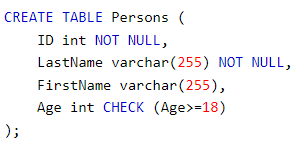 CREATE TABLE Persons (
    ID int NOT NULL,
    LastName varchar(255) NOT NULL,
    FirstName varchar(255),
    Age int CHECK (Age>=18)
);